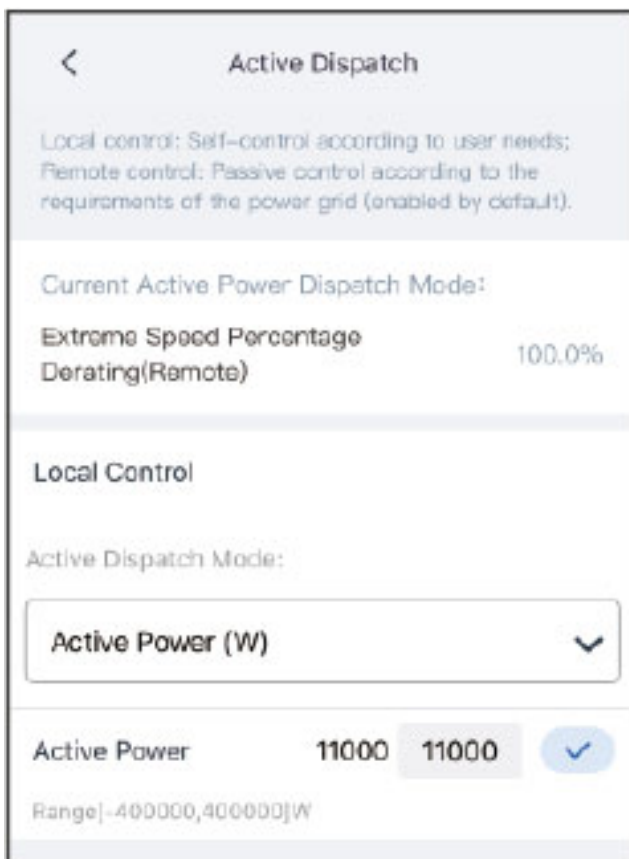 Active Dispatch
Local control: Self-control according to user needs;
Remote control: Passive control according to the
requirements of the power grid (enabled by default).
Current Active Power Dispatch Mode:
Extreme Speed Percentage
Derating(Remote)
100.0%
Local Control
Active Dispatch Mode:
Active Power (W)
Active Power 11000 11000
Range[-400000,400000]W